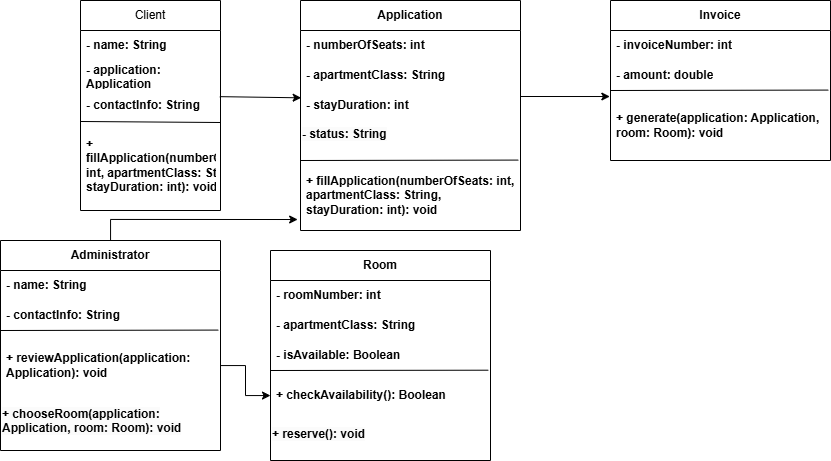 Client
- name: String
- application:
Application
- contactInfo: String
+
fillApplication(number
int, apartmentClass: St
stayDuration: int): void
Application
- numberOfSeats: int
- apartmentClass: String
- stayDuration: int
- status: String
+ fillApplication(numberOfSeats: int,
apartmentClass: String,
stayDuration: int): void
Invoice
- invoiceNumber: int
- amount: double
+ generate(application: Application,
room: Room): void
Administrator
- name: String
- contactInfo: String
+ reviewApplication(application:
Application): void
+ chooseRoom(application:
Application, room: Room): void
Room
- roomNumber: int
- apartmentClass: String
- isAvailable: Boolean
+ checkAvailability(): Boolean
+ reserve(): void